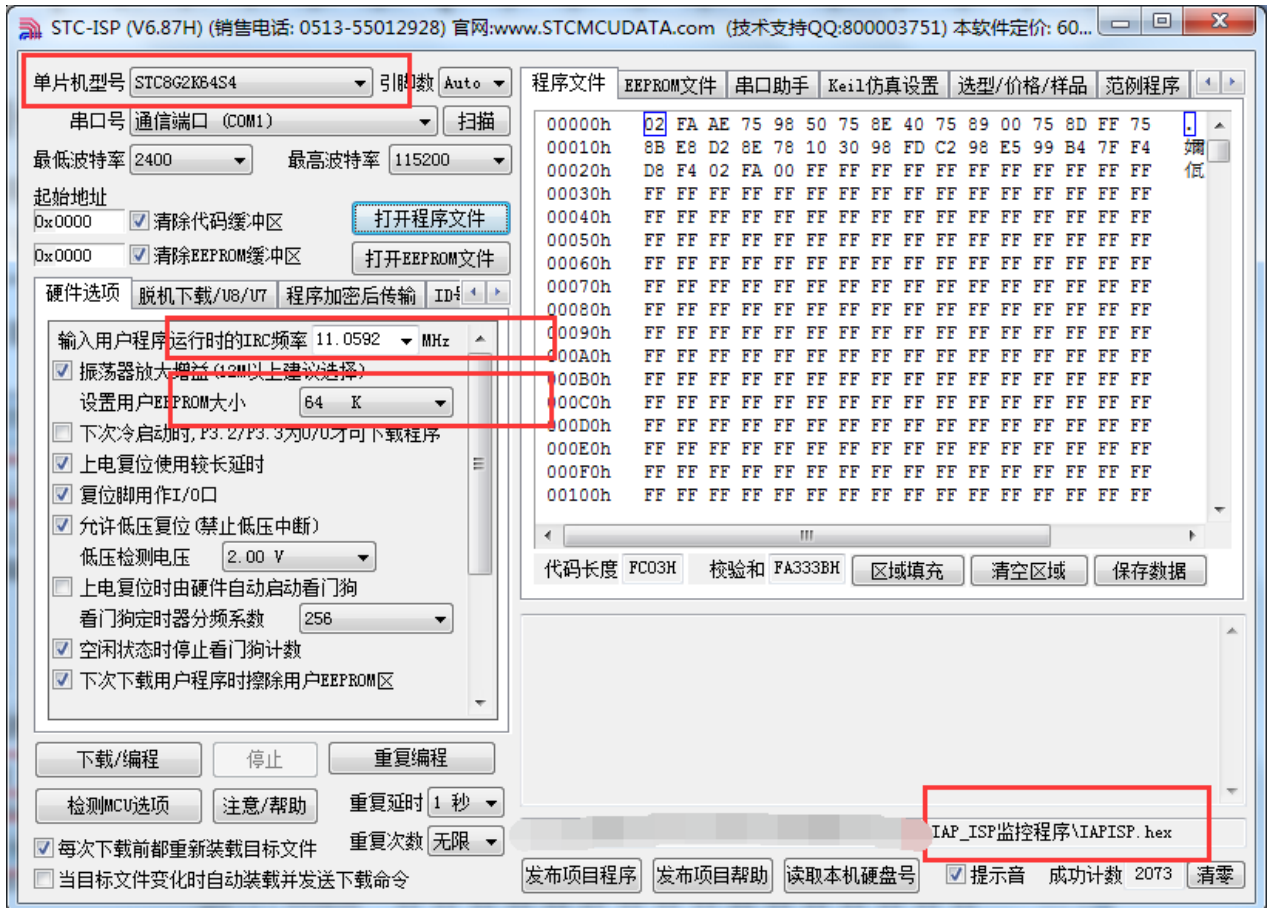 STC-ISP (V6.87H) (销售电话: 0513-55012928) 官网:www.STCMCUDATA.com (技术支持QQ:800003751) 本软件定价: 60...
单片机型号 STC8G2K64S4 引脚数 Auto
串口号 通信端口 (COM1) 扫描
最低波特率 2400 最高波特率 115200
起始地址
0x0000 清除代码缓冲区 打开程序文件
0x0000 清除EEPROM缓冲区 打开EEPROM文件
硬件选项 脱机下载/U8/U7 程序加密后传输
输入用户程序运行时的IRC频率 11.0592 MHz
振荡器放大增益(12M以上建议选择)
设置用户EEPROM大小 64 K
下次冷启动时,P3.2/P3.3为0/0才可下载程序
上电复位使用较长延时
复位脚用作I/O口
允许低压复位(禁止低压中断)
低压检测电压 2.00 V
上电复位时由硬件自动启动看门狗
看门狗定时器分频系数 256
空闲状态时停止看门狗计数
下次下载用户程序时擦除用户EEPROM区
下载/编程 停止 重复编程
检测MCU选项 注意/帮助 重复延时 1 秒
每次下载前都重新装载目标文件 重复次数 无限
当目标文件变化时自动装载并发送下载命令
程序文件 EEPROM文件 串口助手 Keil仿真设置 选型/价格/样品 范例程序
00000h 02 FA AE 75 98 50 75 8E 40 75 89 00 75 8D FF 75 .
00010h 8B E8 D2 8E 78 10 30 98 FD C2 98 E5 99 B4 7F F4
00020h D8 F4 02 FA 00 FF FF FF FF FF FF FF FF FF FF FF
00030h FF FF FF FF FF FF FF FF FF FF FF FF FF FF FF FF
00040h FF FF FF FF FF FF FF FF FF FF FF FF FF FF FF FF
00050h FF FF FF FF FF FF FF FF FF FF FF FF FF FF FF FF
00060h FF FF FF FF FF FF FF FF FF FF FF FF FF FF FF FF
00070h FF FF FF FF FF FF FF FF FF FF FF FF FF FF FF FF
00080h FF FF FF FF FF FF FF FF FF FF FF FF FF FF FF FF
00090h FF FF FF FF FF FF FF FF FF FF FF FF FF FF FF FF
000A0h FF FF FF FF FF FF FF FF FF FF FF FF FF FF FF FF
000B0h FF FF FF FF FF FF FF FF FF FF FF FF FF FF FF FF
000C0h FF FF FF FF FF FF FF FF FF FF FF FF FF FF FF FF
000D0h FF FF FF FF FF FF FF FF FF FF FF FF FF FF FF FF
000E0h FF FF FF FF FF FF FF FF FF FF FF FF FF FF FF FF
000F0h FF FF FF FF FF FF FF FF FF FF FF FF FF FF FF FF
00100h FF FF FF FF FF FF FF FF FF FF FF FF FF FF FF FF
代码长度 FC03H 校验和 FA333BH 区域填充 清空区域 保存数据
IAP_ISP监控程序\IAPISP.hex
发布项目程序 发布项目帮助 读取本机硬盘号 提示音 成功计数 2073 清零